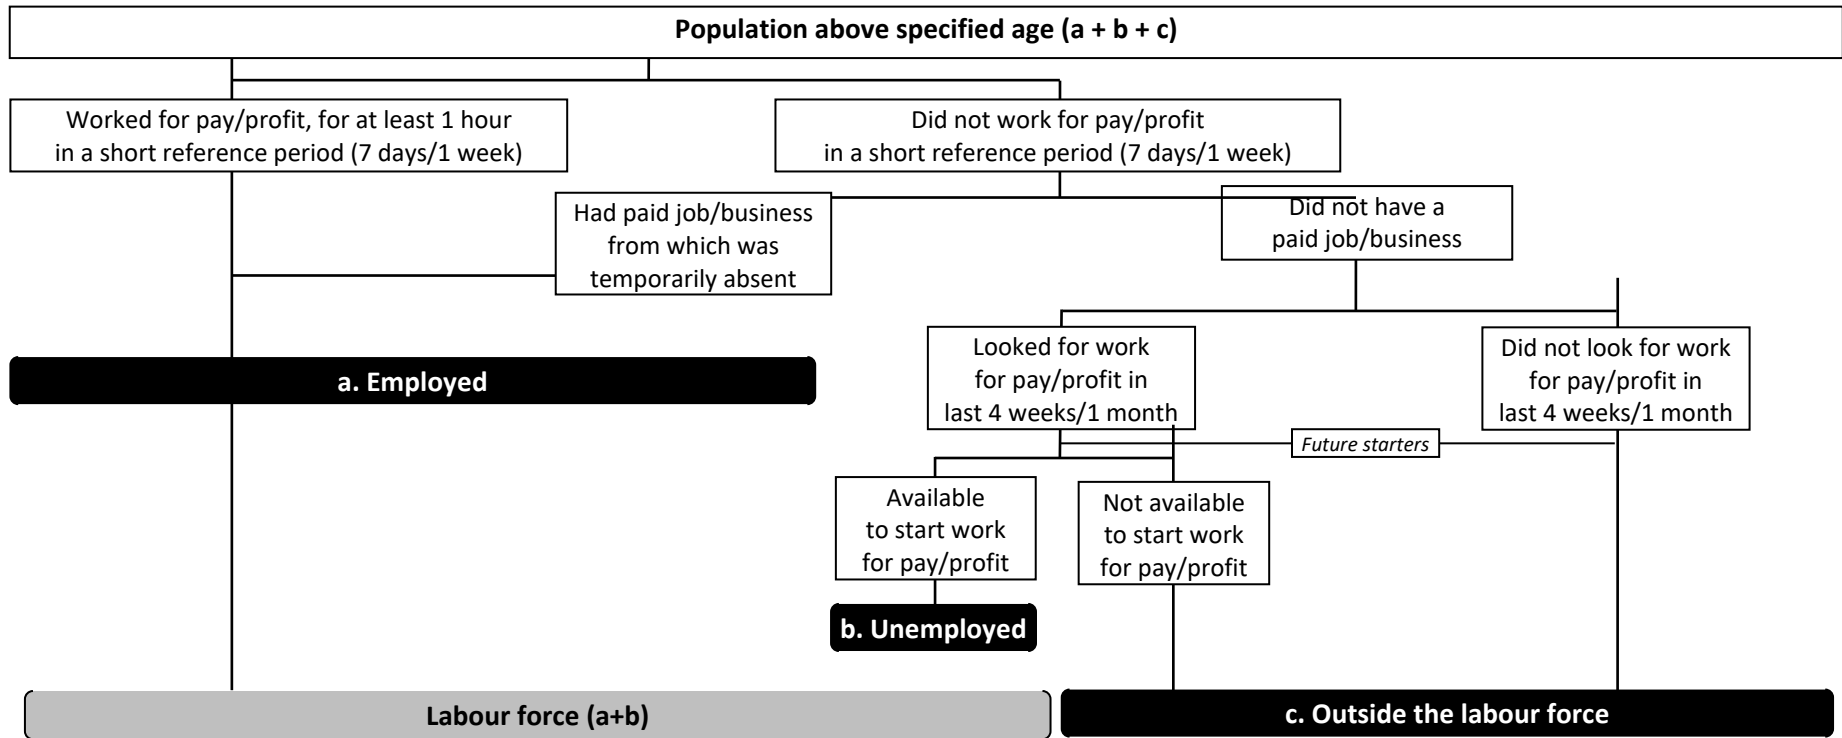 Population above specified age (a + b + c)
Worked for pay/profit, for at least 1 hour
in a short reference period (7 days/1 week)
Did not work for pay/profit
in a short reference period (7 days/1 week)
Had paid job/business
from which was
temporarily absent
Did not have a
paid job/business
Looked for work
for pay/profit in
last 4 weeks/1 month
Did not look for work
for pay/profit in
last 4 weeks/1 month
a. Employed
Future starters
Available
to start work
for pay/profit
Not available
to start work
for pay/profit
b. Unemployed
Labour force (a+b)
c. Outside the labour force